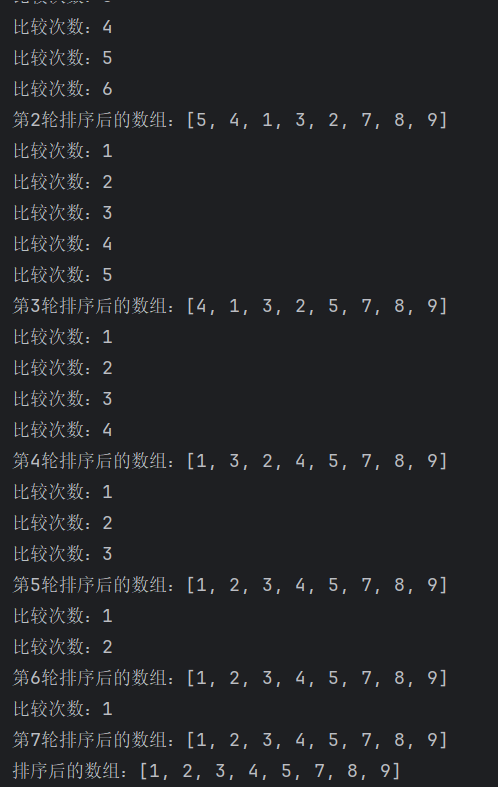 比较次数：4
比较次数：5
比较次数：6
第2轮排序后的数组：[5, 4, 1, 3, 2, 7, 8, 9]
比较次数：1
比较次数：2
比较次数：3
比较次数：4
比较次数：5
第3轮排序后的数组：[4, 1, 3, 2, 5, 7, 8, 9]
比较次数：1
比较次数：2
比较次数：3
比较次数：4
第4轮排序后的数组：[1, 3, 2, 4, 5, 7, 8, 9]
比较次数：1
比较次数：2
比较次数：3
第5轮排序后的数组：[1, 2, 3, 4, 5, 7, 8, 9]
比较次数：1
比较次数：2
第6轮排序后的数组：[1, 2, 3, 4, 5, 7, 8, 9]
比较次数：1
第7轮排序后的数组：[1, 2, 3, 4, 5, 7, 8, 9]
排序后的数组：[1, 2, 3, 4, 5, 7, 8, 9]